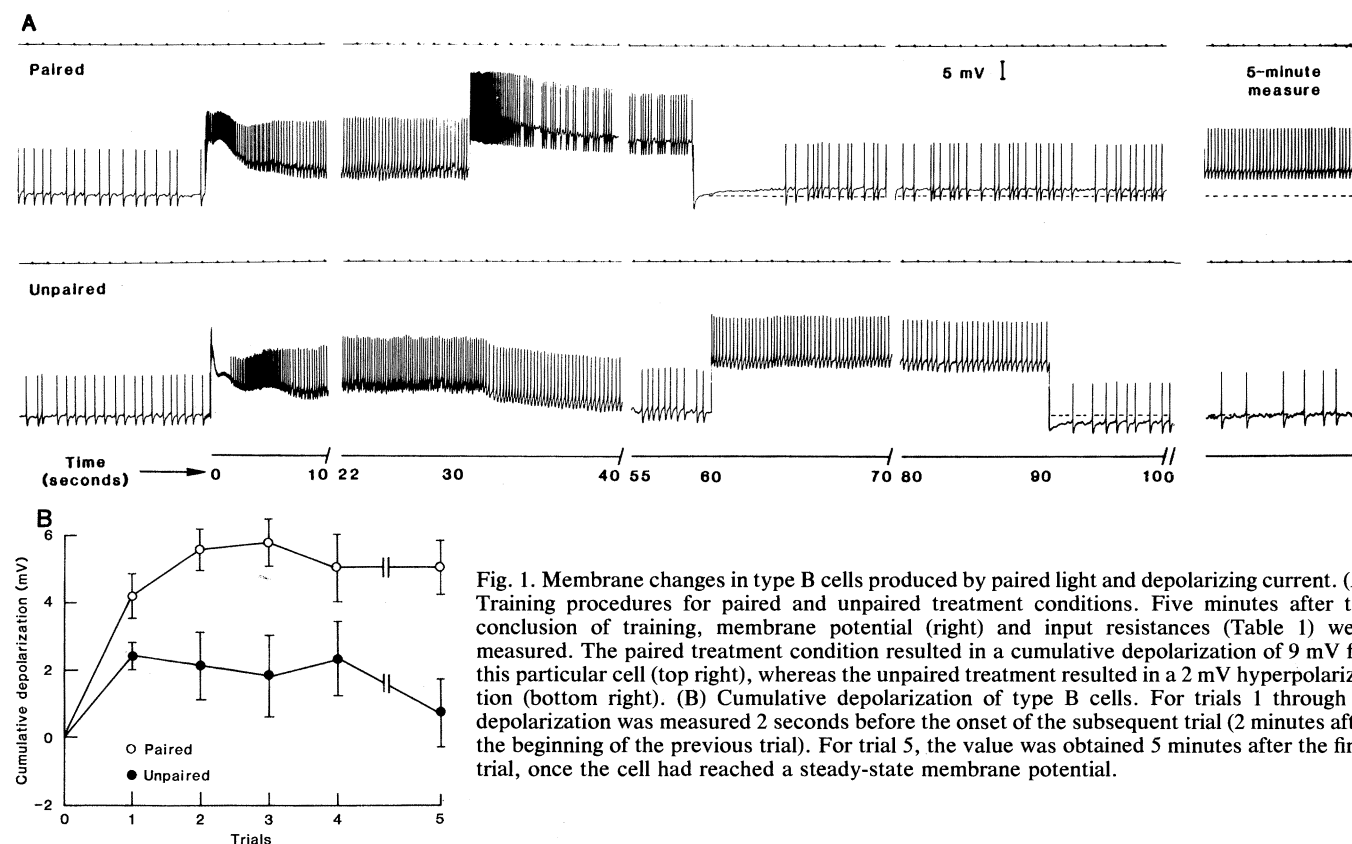 A
Paired
5 mV
5-minute
measure
Unpaired
Time
(seconds)
0 10 22 30 40 55 60 70 80 90 100
B
Cumulative depolarization (mV)
6
4
2
0
−2
Paired
Unpaired
0 1 2 3 4 5
Trials
Fig. 1. Membrane changes in type B cells produced by paired light and depolarizing current.
Training procedures for paired and unpaired treatment conditions. Five minutes after
conclusion of training, membrane potential (right) and input resistances (Table 1)
measured. The paired treatment condition resulted in a cumulative depolarization of 9 mV
this particular cell (top right), whereas the unpaired treatment resulted in a 2 mV hyperpolariz
tion (bottom right). (B) Cumulative depolarization of type B cells. For trials 1 through
depolarization was measured 2 seconds before the onset of the subsequent trial (2 minutes
the beginning of the previous trial). For trial 5, the value was obtained 5 minutes after the
trial, once the cell had reached a steady-state membrane potential.